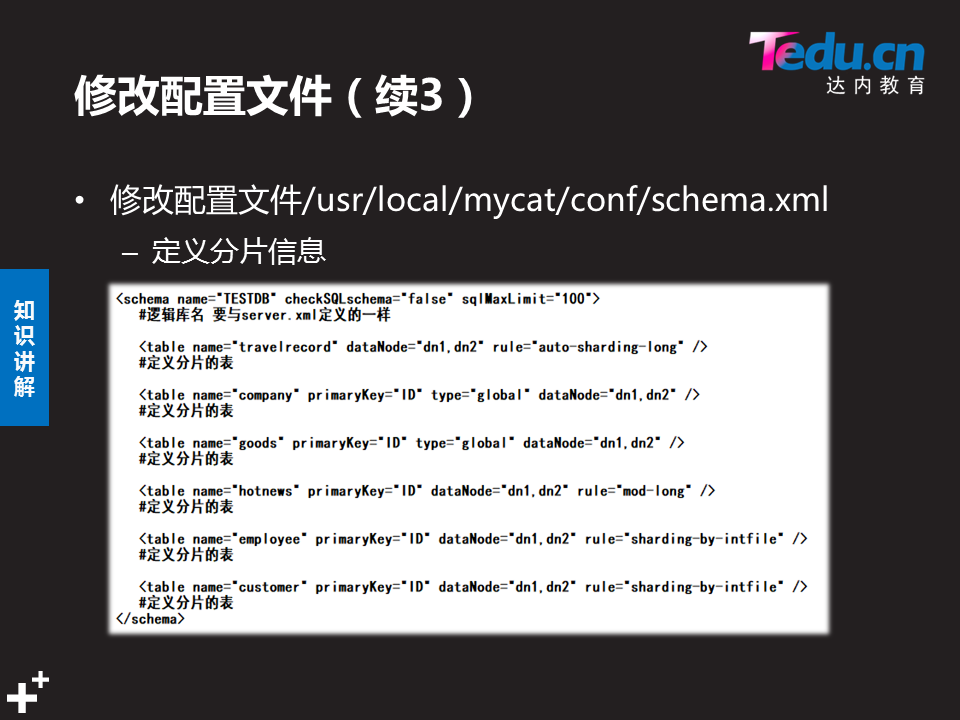 Tedu.cn
达内教育
修改配置文件（续3）
• 修改配置文件/usr/local/mycat/conf/schema.xml
– 定义分片信息
知识讲解
<schema name="TESTDB" checkSQLschema="false" sqlMaxLimit="100">
#逻辑库名 要与server.xml定义的一样
<table name="travelrecord" dataNode="dn1,dn2" rule="auto-sharding-long" />
#定义分片的表
<table name="company" primaryKey="ID" type="global" dataNode="dn1,dn2" />
#定义分片的表
<table name="goods" primaryKey="ID" type="global" dataNode="dn1,dn2" />
#定义分片的表
<table name="hotnews" primaryKey="ID" dataNode="dn1,dn2" rule="mod-long" />
#定义分片的表
<table name="employee" primaryKey="ID" dataNode="dn1,dn2" rule="sharding-by-intfile" />
#定义分片的表
<table name="customer" primaryKey="ID" dataNode="dn1,dn2" rule="sharding-by-intfile" />
#定义分片的表
</schema>